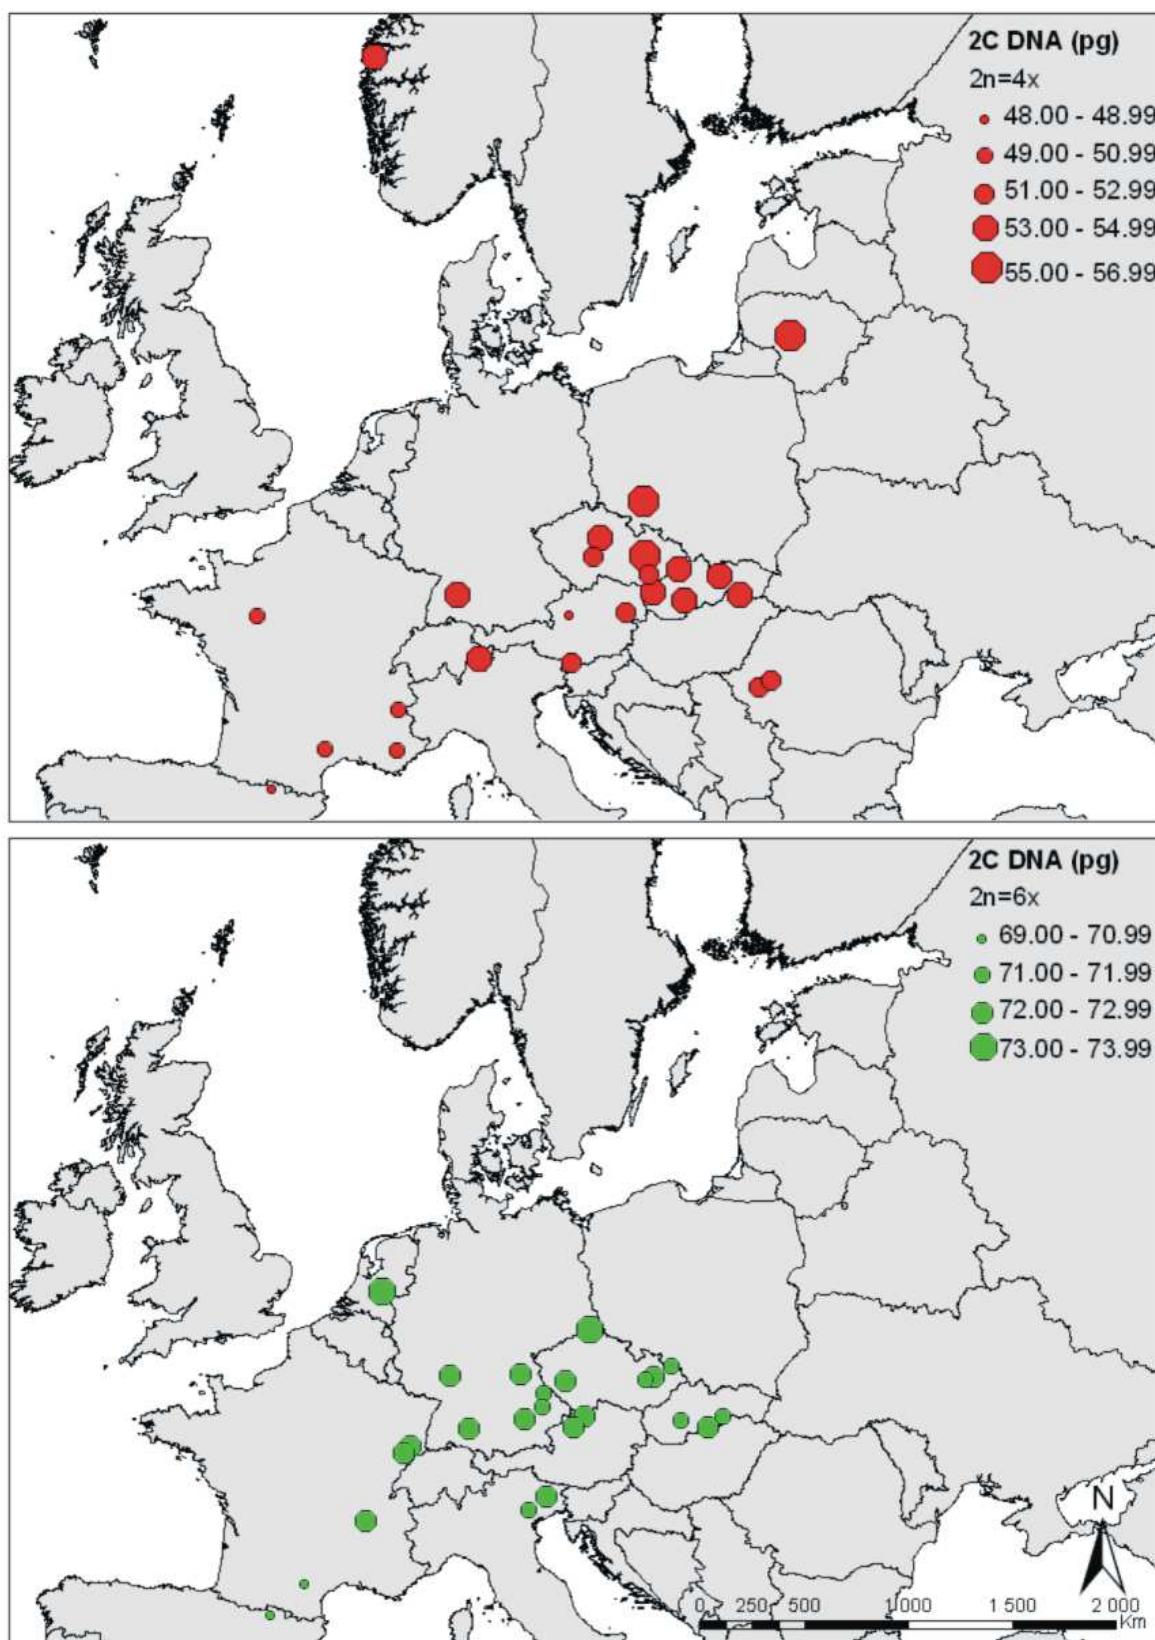 2C DNA (pg)
2n=4x
48.00 - 48.99
49.00 - 50.99
51.00 - 52.99
53.00 - 54.99
55.00 - 56.99
2C DNA (pg)
2n=6x
69.00 - 70.99
71.00 - 71.99
72.00 - 72.99
73.00 - 73.99
N
0 250 500 1 000 1 500 2 000
Km